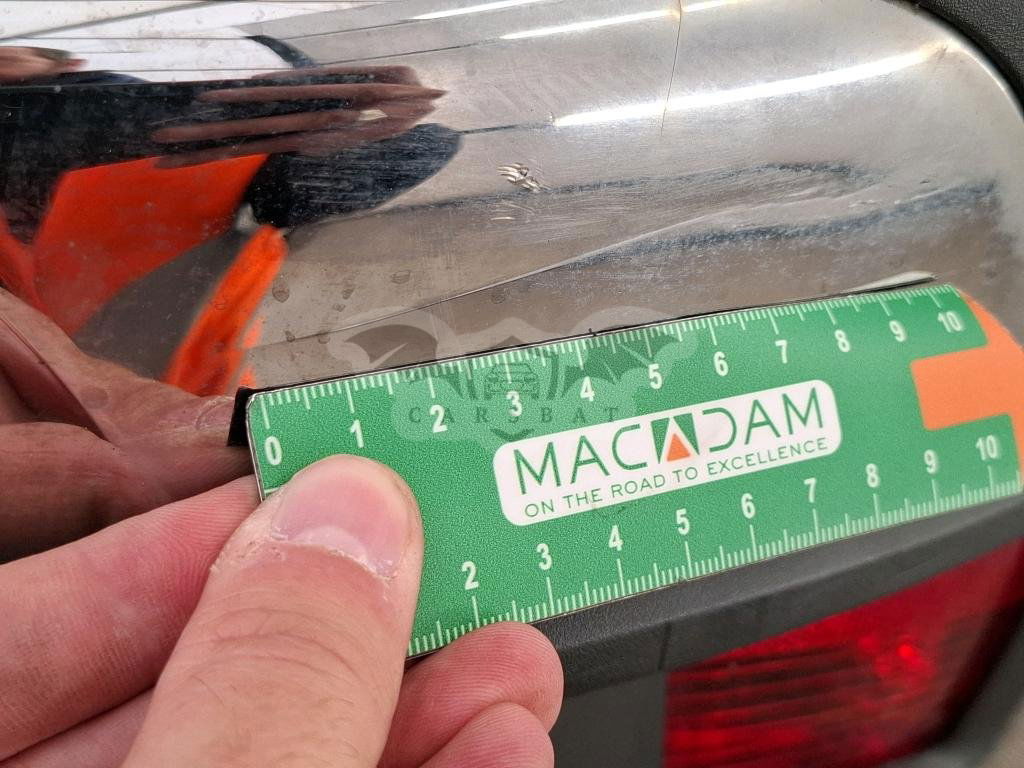 0 1 2 3 4 5 6 7 8 9 10
CARSBAT
MACADAM
ON THE ROAD TO EXCELLENCE
2 3 4 5 6 7 8 9 10